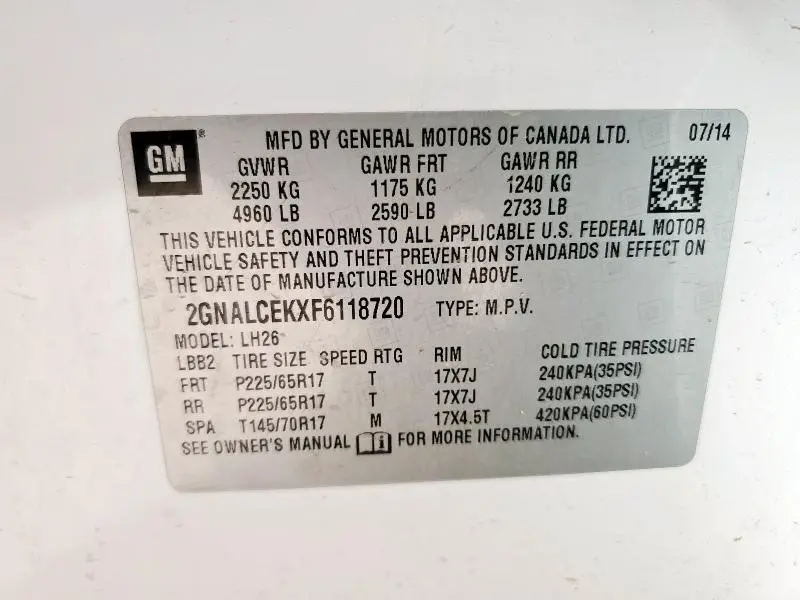 GM® MFD BY GENERAL MOTORS OF CANADA LTD. 07/14
GVWR GAWR FRT GAWR RR
2250 KG 1175 KG 1240 KG
4960 LB 2590 LB 2733 LB
THIS VEHICLE CONFORMS TO ALL APPLICABLE U.S. FEDERAL MOTOR
VEHICLE SAFETY AND THEFT PREVENTION STANDARDS IN EFFECT ON
THE DATE OF MANUFACTURE SHOWN ABOVE.
2GNALCEKXF6118720 TYPE: M.P.V.
MODEL: LH26
LBB2 TIRE SIZE SPEED RTG RIM COLD TIRE PRESSURE
FRT P225/65R17 T 17X7J 240KPA(35PSI)
RR P225/65R17 T 17X7J 240KPA(35PSI)
SPA T145/70R17 M 17X4.5T 420KPA(60PSI)
SEE OWNER'S MANUAL FOR MORE INFORMATION.